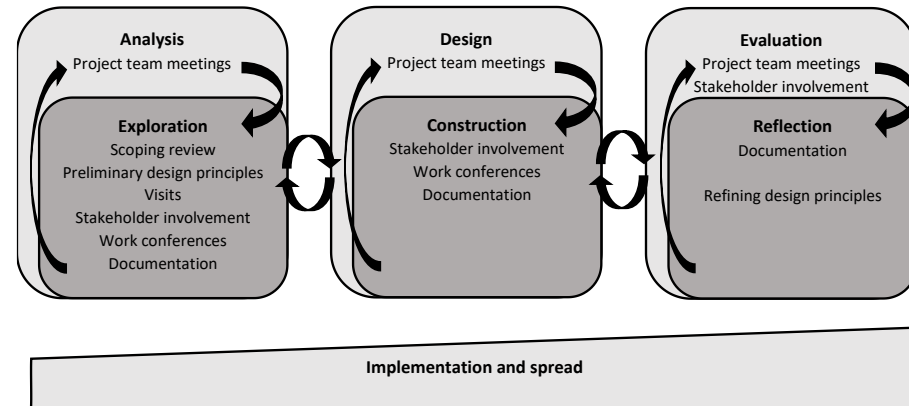 Analysis
Project team meetings
Exploration
Scoping review
Preliminary design principles
Visits
Stakeholder involvement
Work conferences
Documentation
Design
Project team meetings
Construction
Stakeholder involvement
Work conferences
Documentation
Evaluation
Project team meetings
Stakeholder involvement
Reflection
Documentation
Refining design principles
Implementation and spread